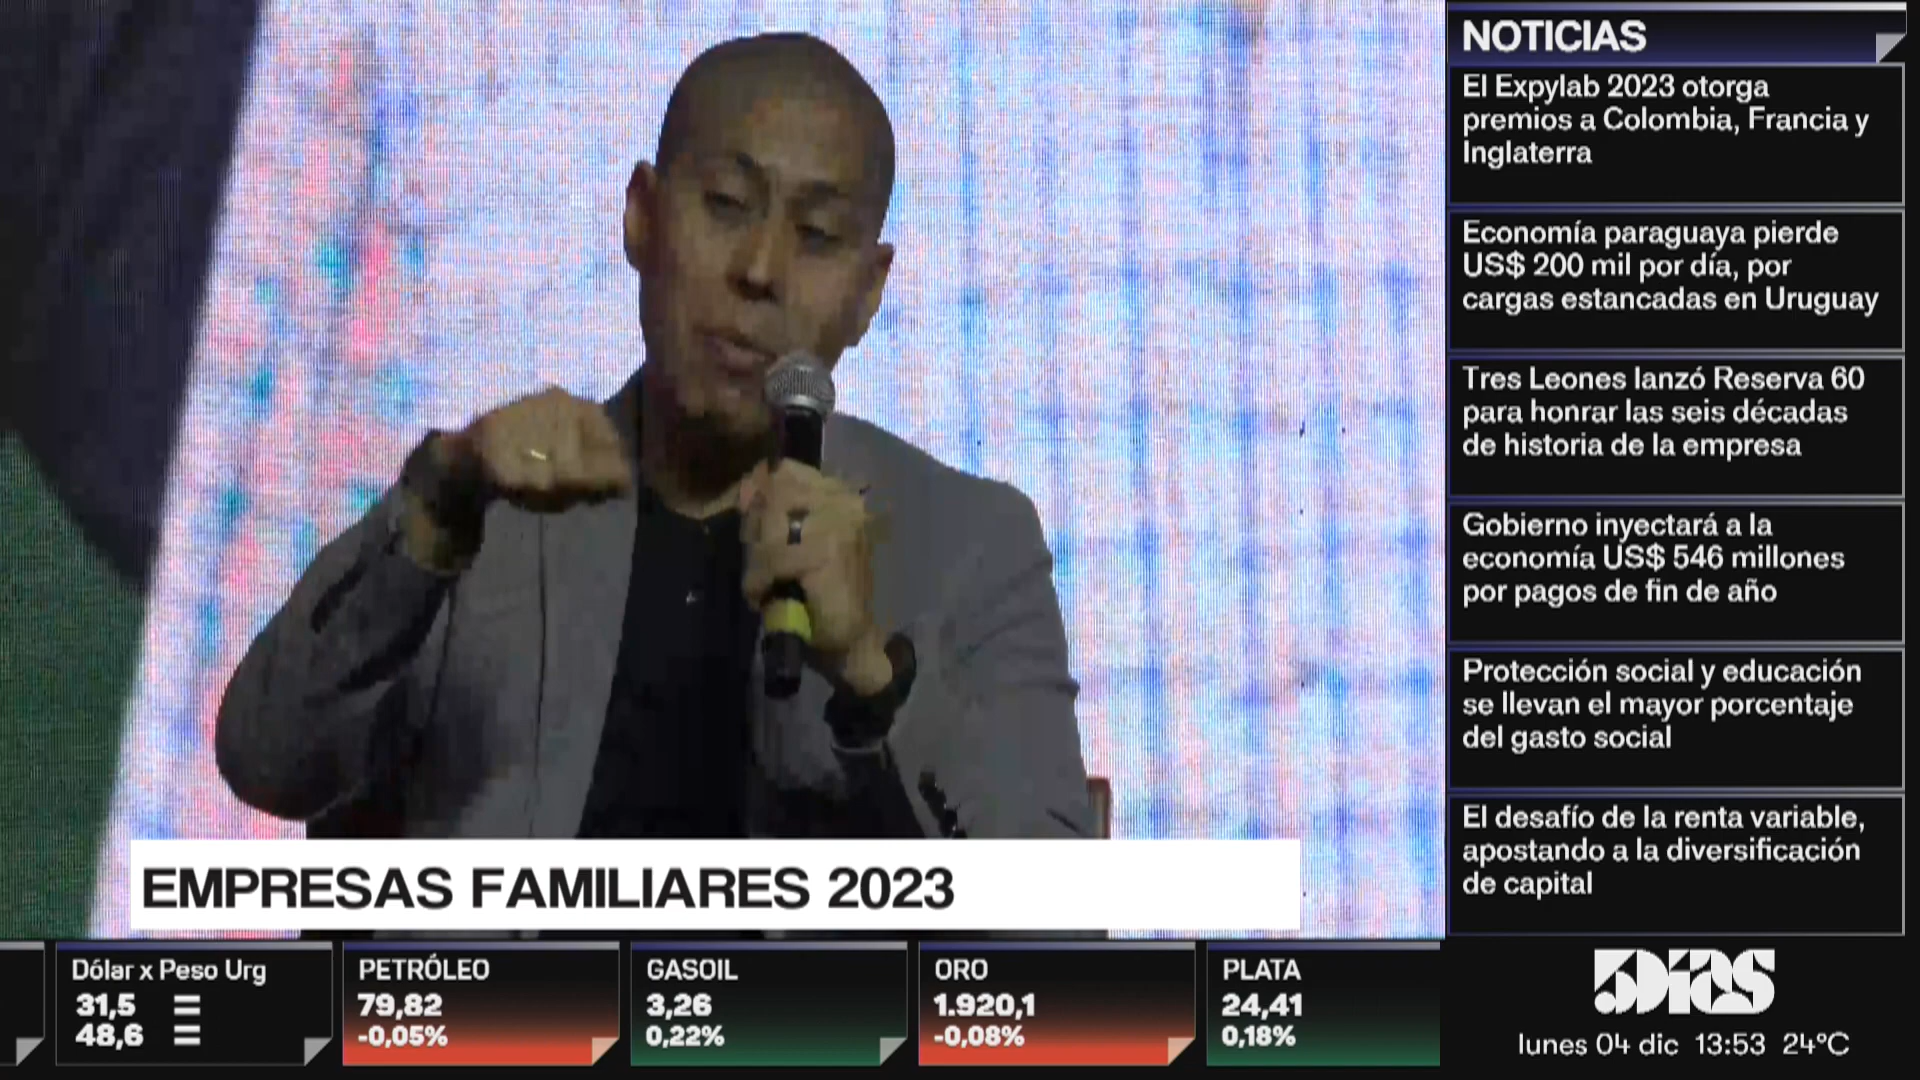 NOTICIAS
El Expylab 2023 otorga
premios a Colombia, Francia y
Inglaterra
Economía paraguaya pierde
US$ 200 mil por día, por
cargas estancadas en Uruguay
Tres Leones lanzó Reserva 60
para honrar las seis décadas
de historia de la empresa
Gobierno inyectará a la
economía US$ 546 millones
por pagos de fin de año
Protección social y educación
se llevan el mayor porcentaje
del gasto social
El desafío de la renta variable,
apostando a la diversificación
de capital
EMPRESAS FAMILIARES 2023
Dólar x Peso Urg
31,5
48,6
PETRÓLEO
79,82
-0,05%
GASOIL
3,26
0,22%
ORO
1.920,1
-0,08%
PLATA
24,41
0,18%
5Días
lunes 04 dic 13:53 24°C